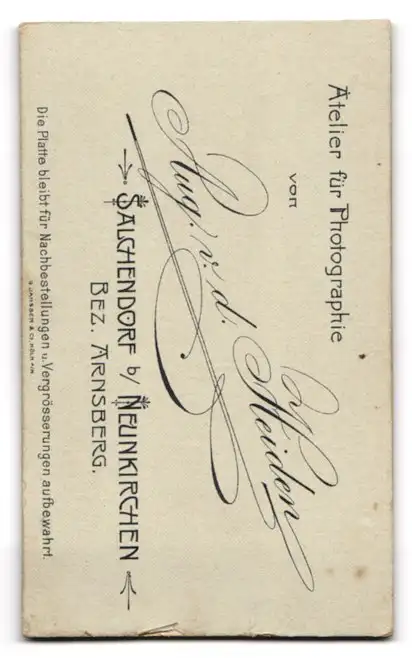 Atelier für Photographie
von
Aug. v. d. Heiden
SALCHENDORF b/ NEUNKIRCHEN
BEZ. ARNSBERG.
Die Platte bleibt für Nachbestellungen u. Vergrösserungen aufbewahrt.